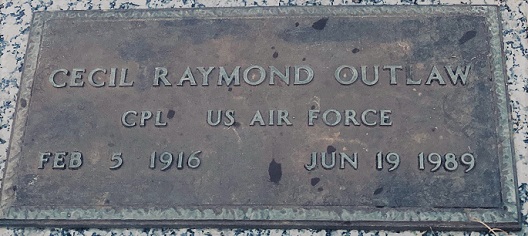 CECIL RAYMOND OUTLAW
CPL US AIR FORCE
FEB 5 1916 JUN 19 1989